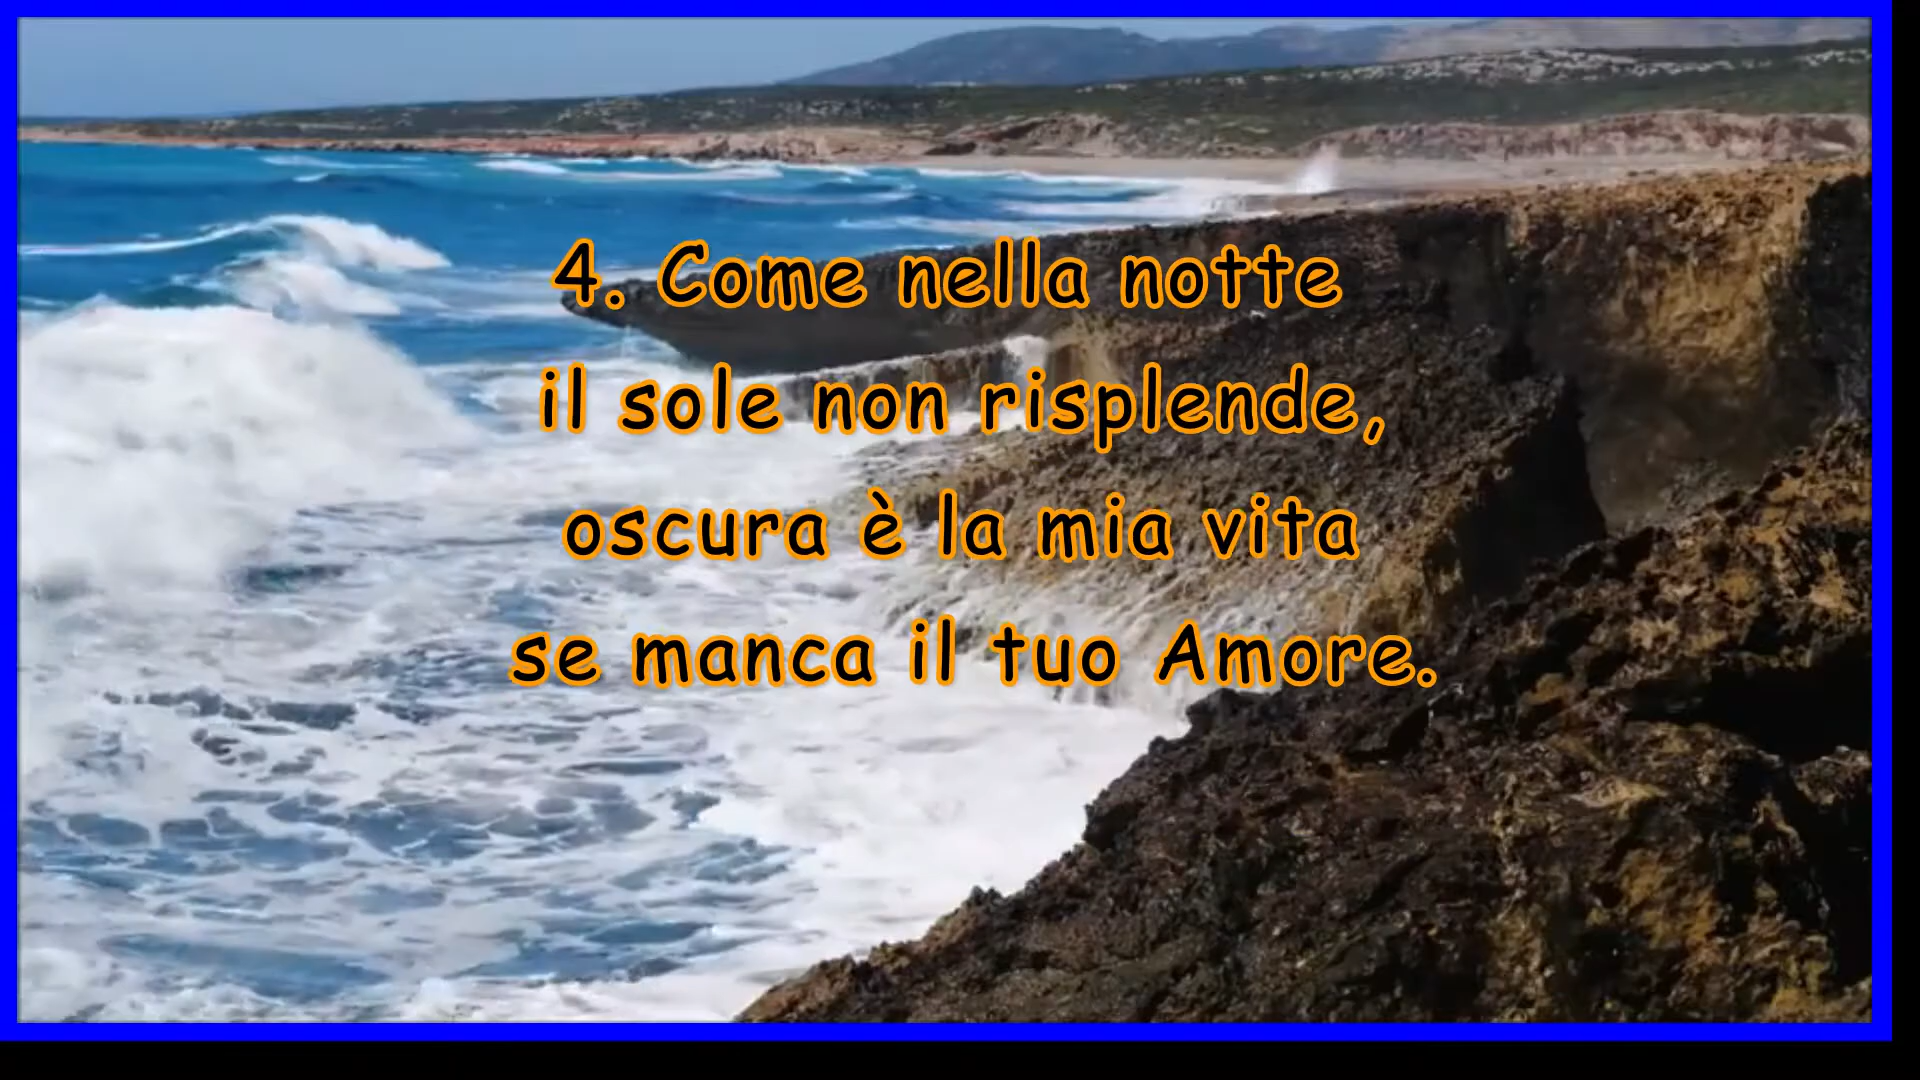 4. Come nella notte
il sole non risplende,
oscura è la mia vita
se manca il tuo Amore.